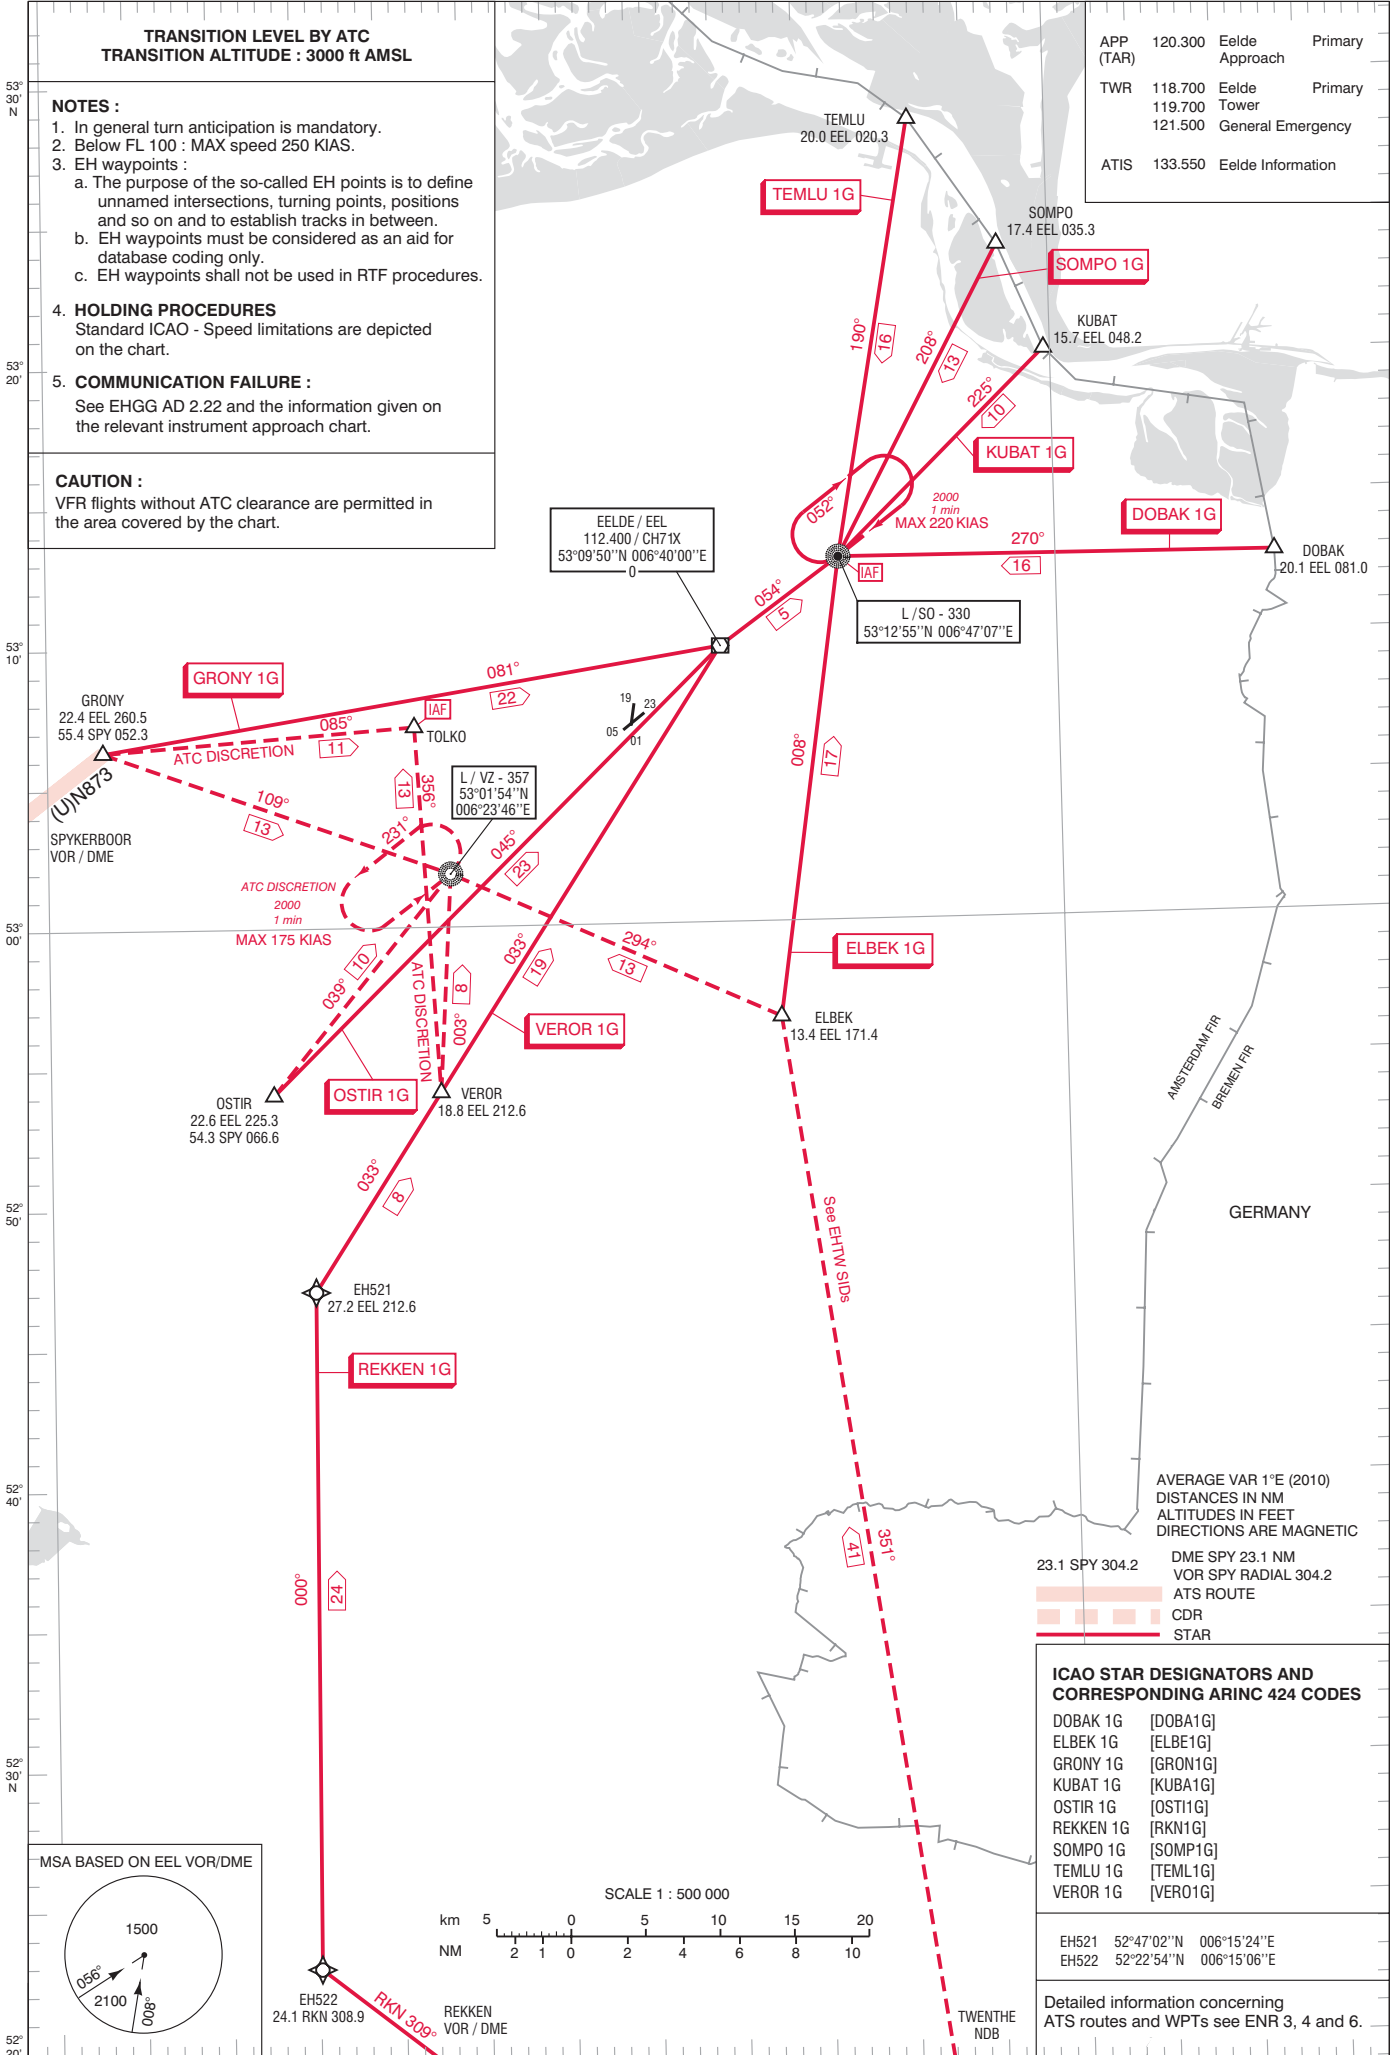 TRANSITION LEVEL BY ATC
TRANSITION ALTITUDE : 3000 ft AMSL
NOTES :
1. In general turn anticipation is mandatory.
2. Below FL 100 : MAX speed 250 KIAS.
3. EH waypoints :
a. The purpose of the so-called EH points is to define
unnamed intersections, turning points, positions
and so on and to establish tracks in between.
b. EH waypoints must be considered as an aid for
database coding only.
c. EH waypoints shall not be used in RTF procedures.
4. HOLDING PROCEDURES
Standard ICAO - Speed limitations are depicted
on the chart.
5. COMMUNICATION FAILURE :
See EHGG AD 2.22 and the information given on
the relevant instrument approach chart.
CAUTION :
VFR flights without ATC clearance are permitted in
the area covered by the chart.
APP 120.300 Eelde Primary
(TAR) Approach
TWR 118.700 Eelde Primary
119.700 Tower
121.500 General Emergency
ATIS 133.550 Eelde Information
53°
30'
N
53°
20'
53°
10'
53°
00'
52°
50'
52°
40'
52°
30'
N
52°
20'
TEMLU
20.0 EEL 020.3
TEMLU 1G
SOMPO
17.4 EEL 035.3
SOMPO 1G
KUBAT
15.7 EEL 048.2
190°
16
208°
13
225°
10
KUBAT 1G
052°
2000
1 min
MAX 220 KIAS
DOBAK 1G
270°
16
DOBAK
20.1 EEL 081.0
EELDE / EEL
112.400 / CH71X
53°09'50''N 006°40'00''E
0
IAF
L /SO - 330
53°12'55''N 006°47'07''E
054°
5
GRONY 1G
081°
22
GRONY
22.4 EEL 260.5
55.4 SPY 052.3
085°
11
ATC DISCRETION
IAF
TOLKO
19
23
05
01
(U)N873
SPYKERBOOR
VOR / DME
109°
13
13
356°
L / VZ - 357
53°01'54''N
006°23'46''E
231°
ATC DISCRETION
2000
1 min
MAX 175 KIAS
045°
23
008°
17
039°
10
ATC DISCRETION
003°
8
033°
19
294°
13
ELBEK 1G
ELBEK
13.4 EEL 171.4
VEROR 1G
OSTIR 1G
OSTIR
22.6 EEL 225.3
54.3 SPY 066.6
VEROR
18.8 EEL 212.6
033°
8
AMSTERDAM FIR
BREMEN FIR
GERMANY
See EHTW SIDs
EH521
27.2 EEL 212.6
REKKEN 1G
000°
24
41
351°
AVERAGE VAR 1°E (2010)
DISTANCES IN NM
ALTITUDES IN FEET
DIRECTIONS ARE MAGNETIC
23.1 SPY 304.2
DME SPY 23.1 NM
VOR SPY RADIAL 304.2
ATS ROUTE
CDR
STAR
ICAO STAR DESIGNATORS AND
CORRESPONDING ARINC 424 CODES
DOBAK 1G [DOBA1G]
ELBEK 1G [ELBE1G]
GRONY 1G [GRON1G]
KUBAT 1G [KUBA1G]
OSTIR 1G [OSTI1G]
REKKEN 1G [RKN1G]
SOMPO 1G [SOMP1G]
TEMLU 1G [TEML1G]
VEROR 1G [VERO1G]
EH521 52°47'02''N 006°15'24''E
EH522 52°22'54''N 006°15'06''E
Detailed information concerning
ATS routes and WPTs see ENR 3, 4 and 6.
MSA BASED ON EEL VOR/DME
1500
056°
2100
008°
SCALE 1 : 500 000
km 5 0 5 10 15 20
NM 2 1 0 2 4 6 8 10
EH522
24.1 RKN 308.9
RKN 309°
REKKEN
VOR / DME
TWENTHE
NDB